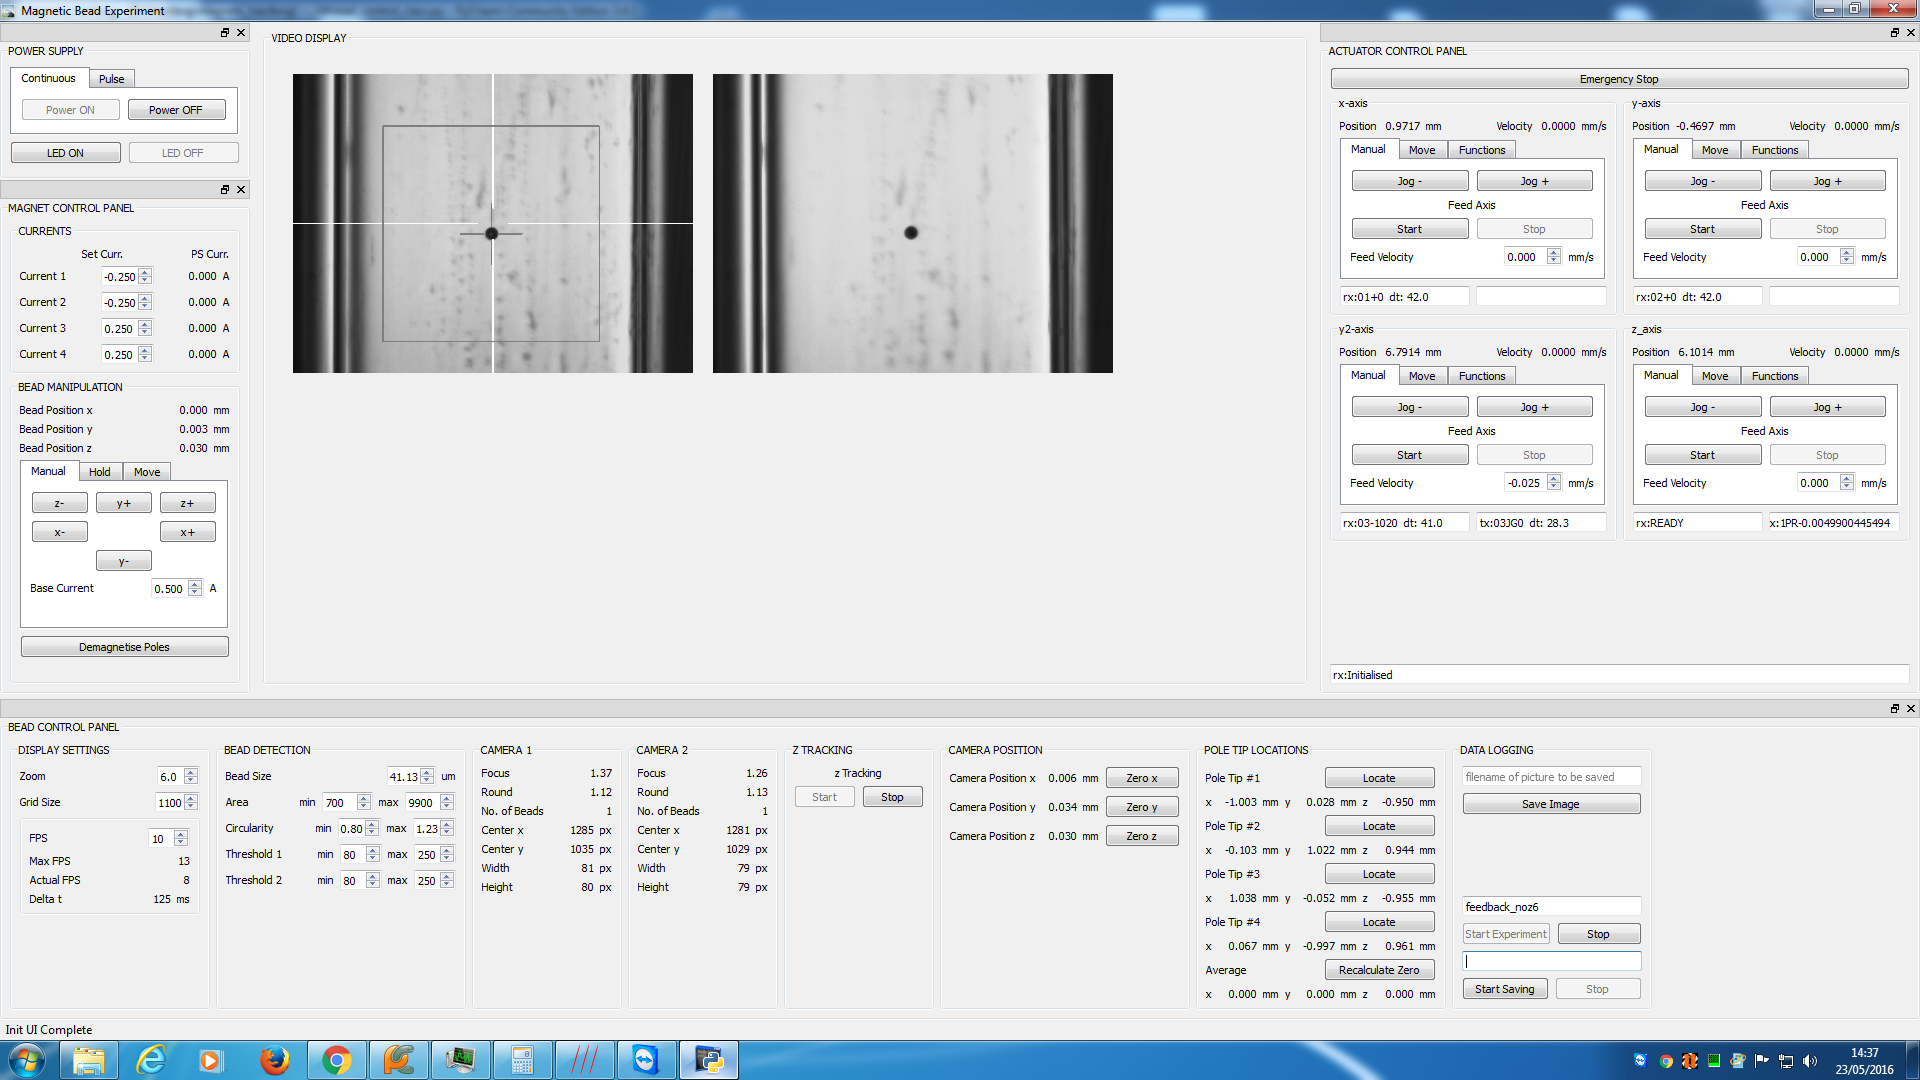 Magnetic Bead Experiment
POWER SUPPLY
Continuous Pulse
Power ON Power OFF
LED ON LED OFF
MAGNET CONTROL PANEL
CURRENTS
Set Curr. PS Curr.
Current 1 -0.250 0.000 A
Current 2 -0.250 0.000 A
Current 3 0.250 0.000 A
Current 4 0.250 0.000 A
BEAD MANIPULATION
Bead Position x 0.000 mm
Bead Position y 0.003 mm
Bead Position z 0.030 mm
Manual Hold Move
z- y+ z+
x- x+
y-
Base Current 0.500 A
Demagnetise Poles
VIDEO DISPLAY
ACTUATOR CONTROL PANEL
Emergency Stop
x-axis
Position 0.9717 mm Velocity 0.0000 mm/s
Manual Move Functions
Jog - Jog +
Feed Axis
Start Stop
Feed Velocity 0.000 mm/s
rx:01+0 dt: 42.0
y-axis
Position -0.4697 mm Velocity 0.0000 mm/s
Manual Move Functions
Jog - Jog +
Feed Axis
Start Stop
Feed Velocity 0.000 mm/s
rx:02+0 dt: 42.0
y2-axis
Position 6.7914 mm Velocity 0.0000 mm/s
Manual Move Functions
Jog - Jog +
Feed Axis
Start Stop
Feed Velocity -0.025 mm/s
rx:03-1020 dt: 41.0 tx:03JG0 dt: 28.3
z_axis
Position 6.1014 mm Velocity 0.0000 mm/s
Manual Move Functions
Jog - Jog +
Feed Axis
Start Stop
Feed Velocity 0.000 mm/s
rx:READY x:1PR-0.0049900445494
rx:Initialised
BEAD CONTROL PANEL
DISPLAY SETTINGS
Zoom 6.0
Grid Size 1100
FPS 10
Max FPS 13
Actual FPS 8
Delta t 125 ms
BEAD DETECTION
Bead Size 41.13 um
Area min 700 max 9900
Circularity min 0.80 max 1.23
Threshold 1 min 80 max 250
Threshold 2 min 80 max 250
CAMERA 1
Focus 1.37
Round 1.12
No. of Beads 1
Center x 1285 px
Center y 1035 px
Width 81 px
Height 80 px
CAMERA 2
Focus 1.26
Round 1.13
No. of Beads 1
Center x 1281 px
Center y 1029 px
Width 79 px
Height 79 px
Z TRACKING
z Tracking
Start Stop
CAMERA POSITION
Camera Position x 0.006 mm Zero x
Camera Position y 0.034 mm Zero y
Camera Position z 0.030 mm Zero z
POLE TIP LOCATIONS
Pole Tip #1 Locate
x -1.003 mm y 0.028 mm z -0.950 mm
Pole Tip #2 Locate
x -0.103 mm y 1.022 mm z 0.944 mm
Pole Tip #3 Locate
x 1.038 mm y -0.052 mm z -0.955 mm
Pole Tip #4 Locate
x 0.067 mm y -0.997 mm z 0.961 mm
Average Recalculate Zero
x 0.000 mm y 0.000 mm z 0.000 mm
DATA LOGGING
filename of picture to be saved
Save Image
feedback_noz6
Start Experiment Stop
Start Saving Stop
Init UI Complete
14:37
23/05/2016